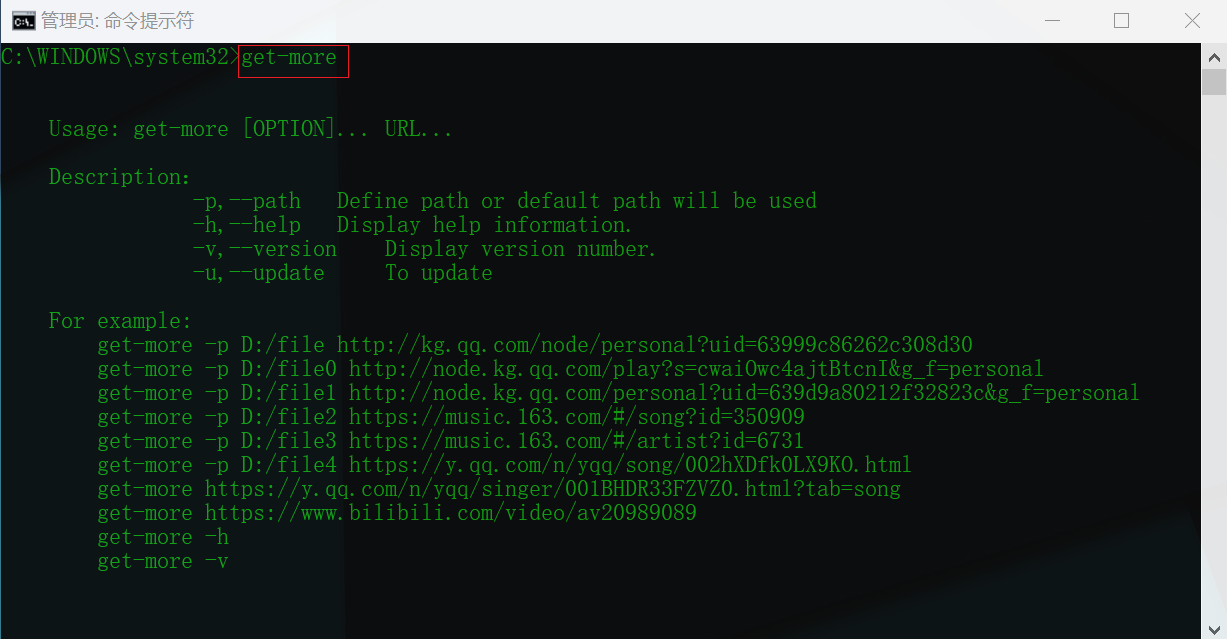 管理员: 命令提示符
C:\WINDOWS\system32>get-more
Usage: get-more [OPTION]... URL...
Description:
-p,--path Define path or default path will be used
-h,--help Display help information.
-v,--version Display version number.
-u,--update To update
For example:
get-more -p D:/file http://kg.qq.com/node/personal?uid=63999c86262c308d30
get-more -p D:/file0 http://node.kg.qq.com/play?s=cwai0wc4ajtBtcnI&g_f=personal
get-more -p D:/file1 http://node.kg.qq.com/personal?uid=639d9a80212f32823c&g_f=personal
get-more -p D:/file2 https://music.163.com/#/song?id=350909
get-more -p D:/file3 https://music.163.com/#/artist?id=6731
get-more -p D:/file4 https://y.qq.com/n/yqq/song/002hXDfk0LX9KO.html
get-more https://y.qq.com/n/yqq/singer/001BHDR33FZVZ0.html?tab=song
get-more https://www.bilibili.com/video/av20989089
get-more -h
get-more -v